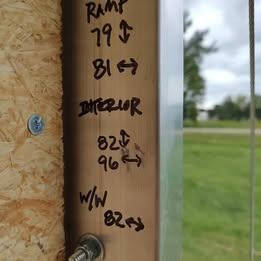 RAMP
79 ↕
81 ↔
INTERIOR
82 ↕
96 ↔
W/W
82 ↔